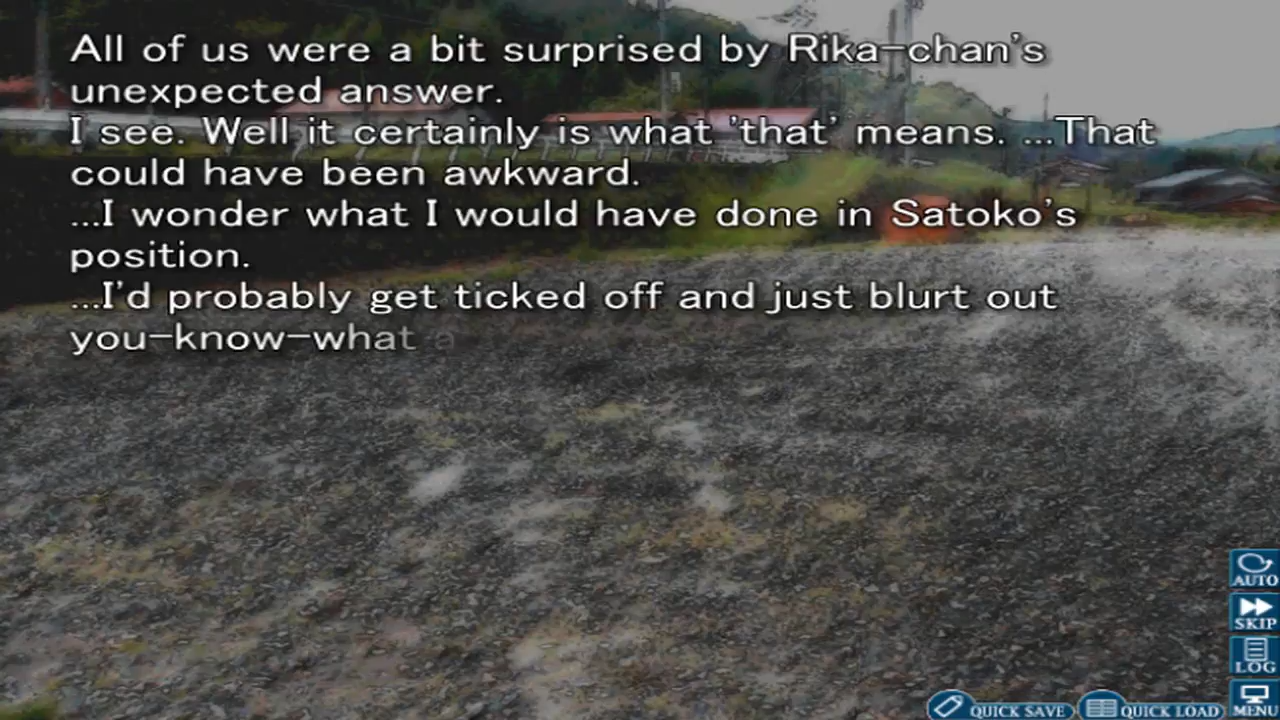 All of us were a bit surprised by Rika-chan's
unexpected answer.
I see. Well it certainly is what 'that' means. ...That
could have been awkward.
...I wonder what I would have done in Satoko's
position.
...I'd probably get ticked off and just blurt out
you-know-what a
AUTO
SKIP
LOG
MENU
QUICK SAVE
QUICK LOAD